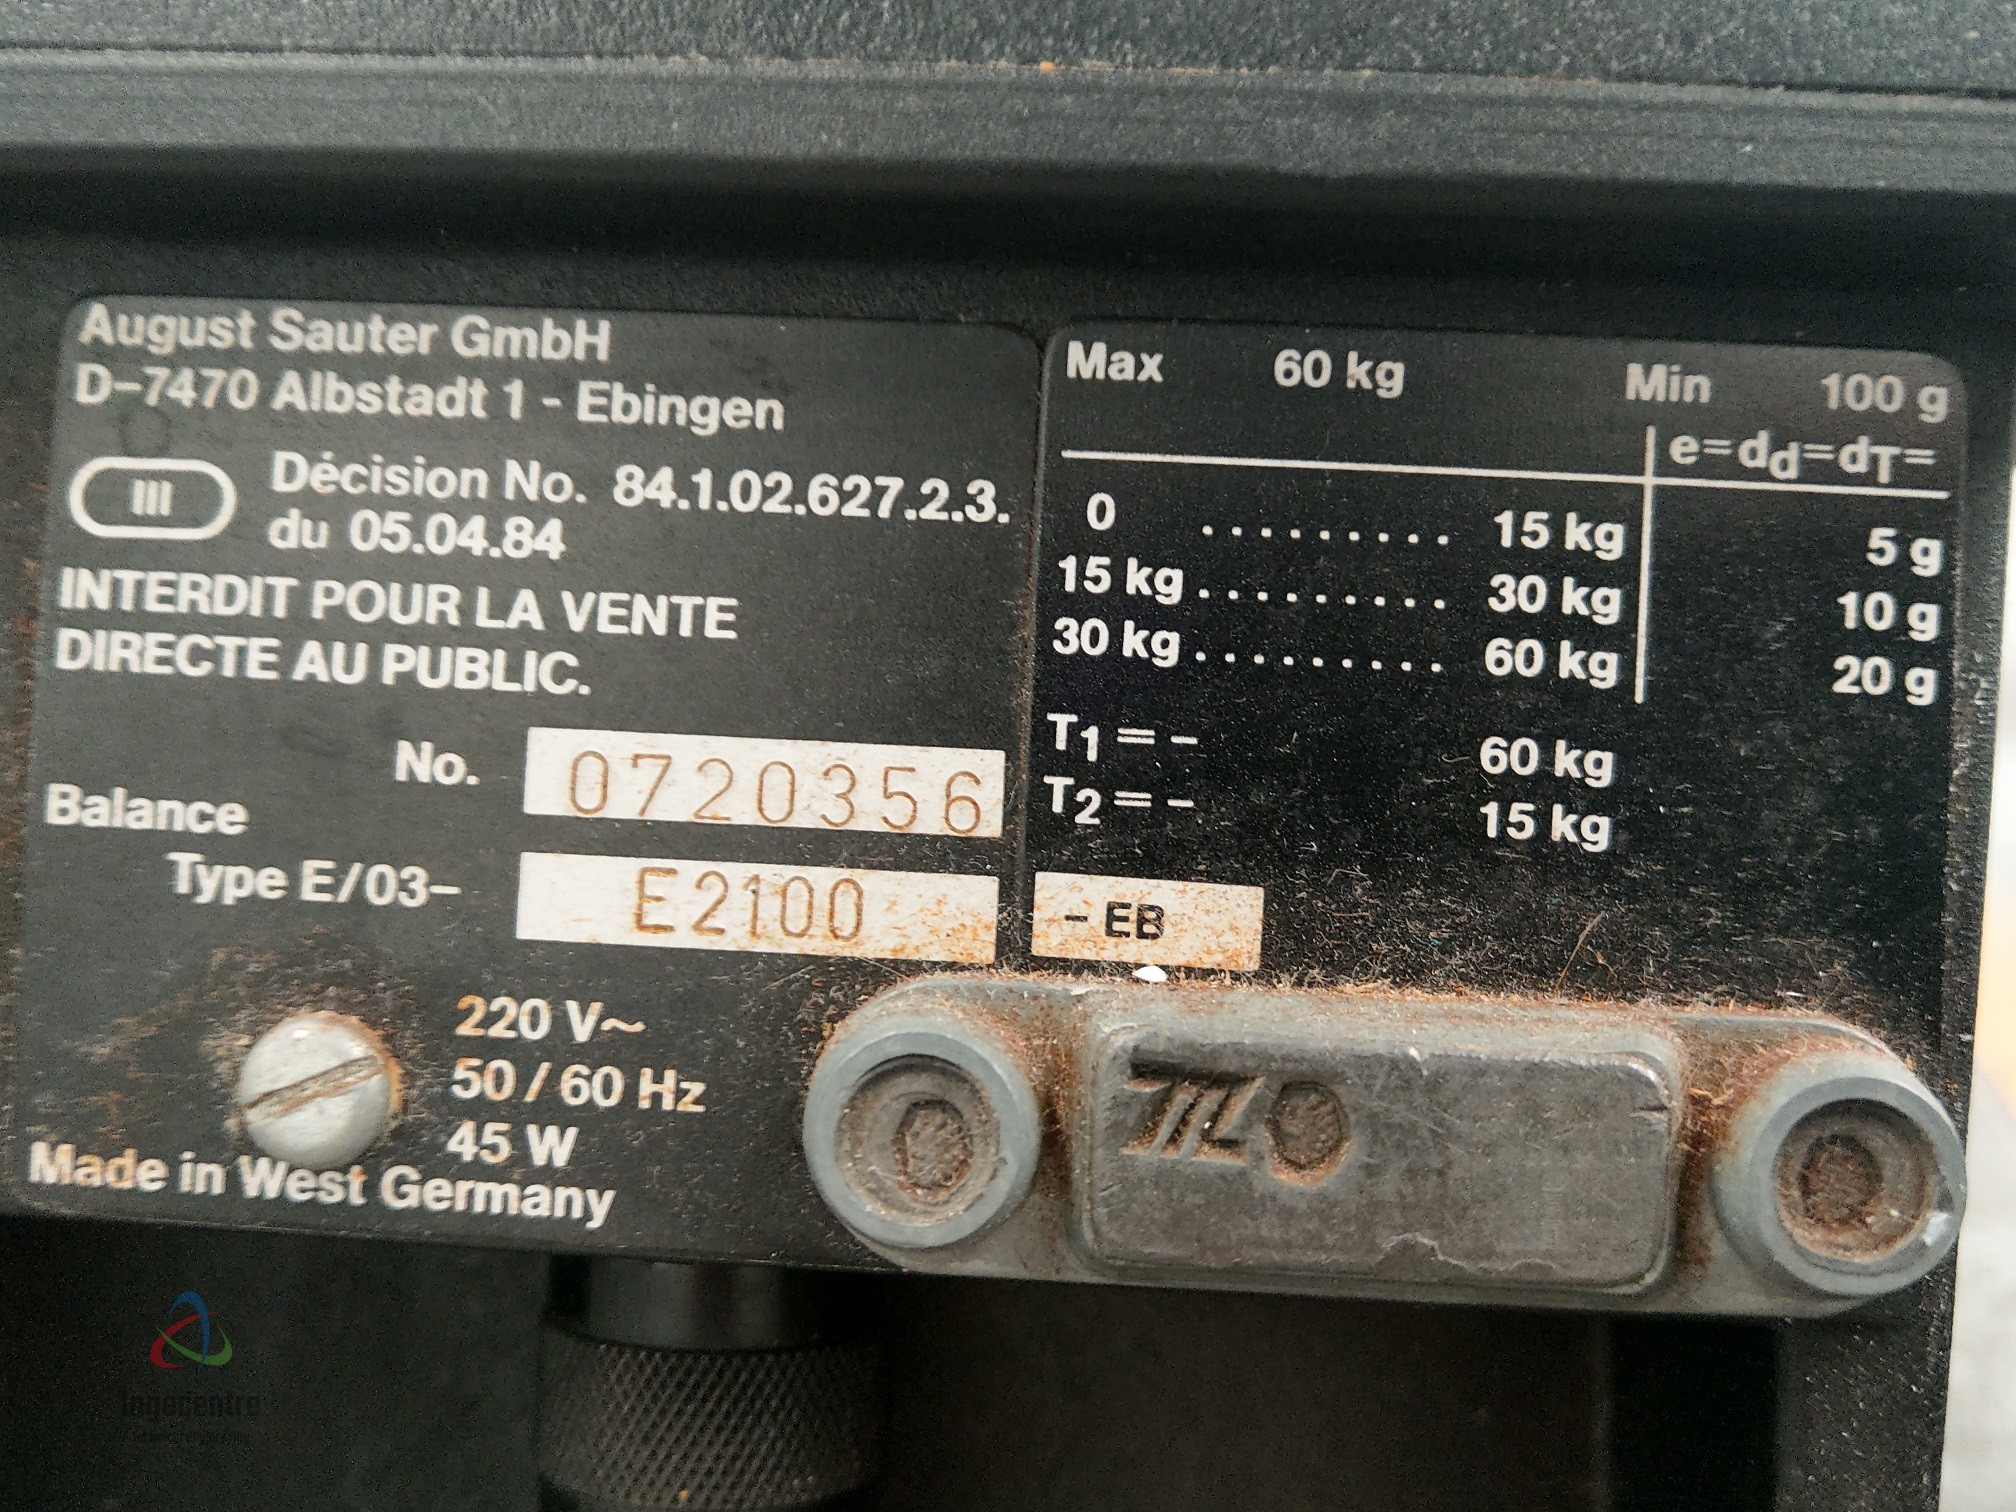 August Sauter GmbH
D-7470 Albstadt 1 - Ebingen
III
Décision No. 84.1.02.627.2.3.
du 05.04.84
INTERDIT POUR LA VENTE
DIRECTE AU PUBLIC.
No. 0720356
Balance
Type E/03- E2100 - EB
220 V~
50 / 60 Hz
45 W
Made in West Germany
Max 60 kg Min 100 g
e=dd=dT=
0 ......... 15 kg 5 g
15 kg ......... 30 kg 10 g
30 kg ......... 60 kg 20 g
T1 = - 60 kg
T2 = - 15 kg
Ingecentre